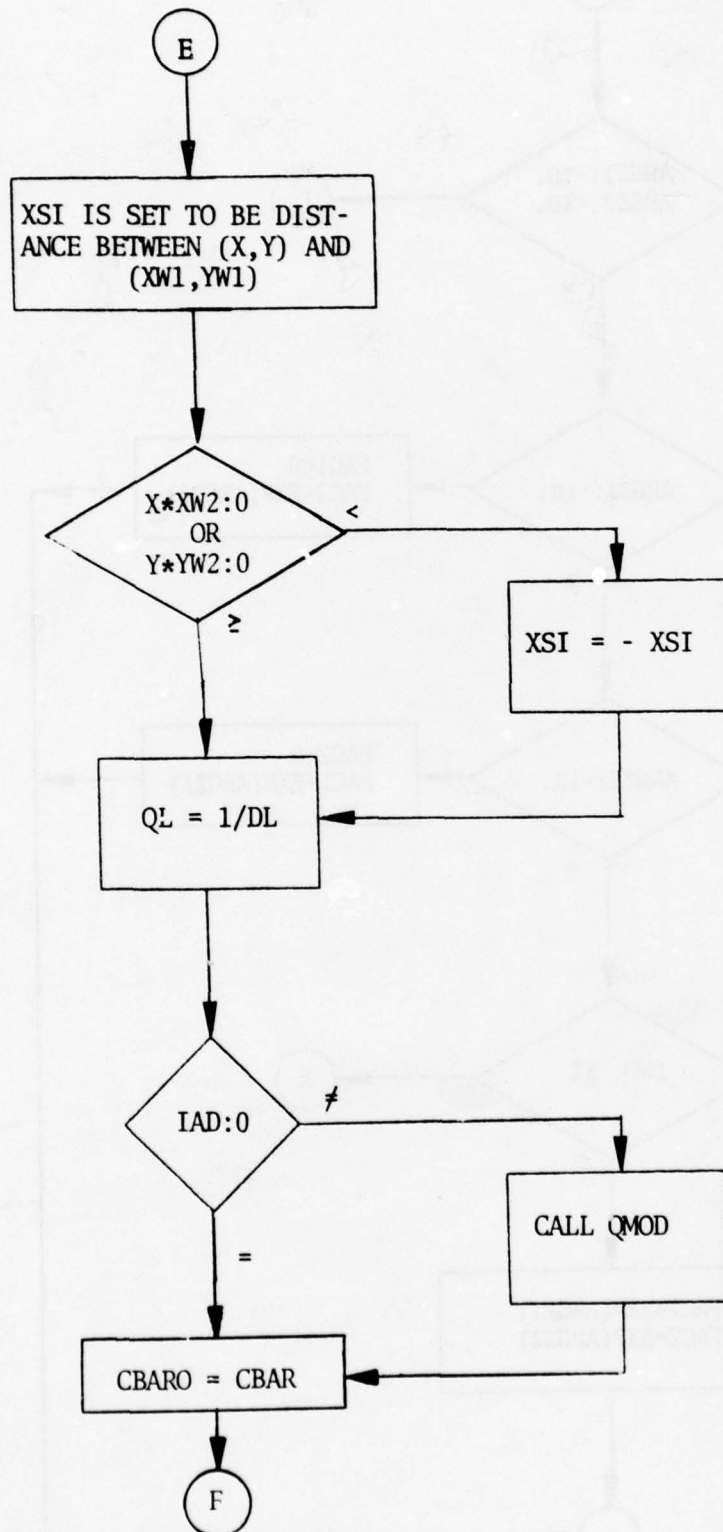 E
XSI IS SET TO BE DIST-
ANCE BETWEEN (X,Y) AND
(XW1,YW1)
X*XW2:0
OR
Y*YW2:0
<
≥
XSI = - XSI
QL = 1/DL
IAD:0
≠
=
CALL QMOD
CBARO = CBAR
F